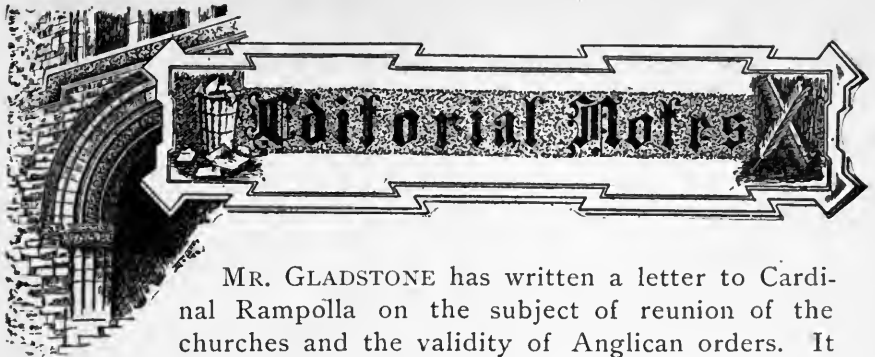 Editorial Notes
MR. GLADSTONE has written a letter to Cardi-
nal Rampolla on the subject of reunion of the
churches and the validity of Anglican orders. It